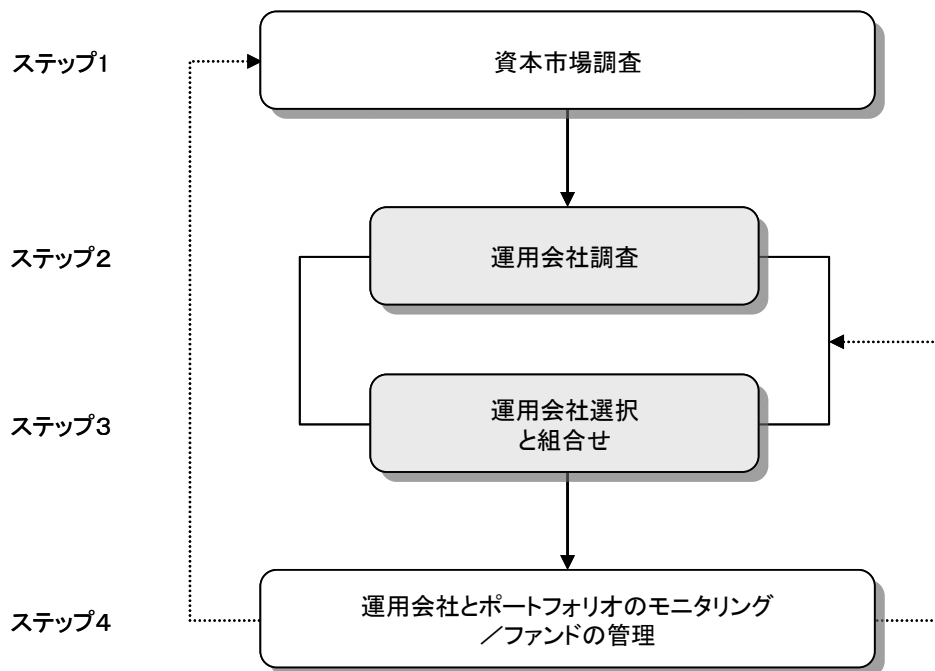 ステップ1
資本市場調査
ステップ2
運用会社調査
ステップ3
運用会社選択
と組合せ
ステップ4
運用会社とポートフォリオのモニタリング
／ファンドの管理